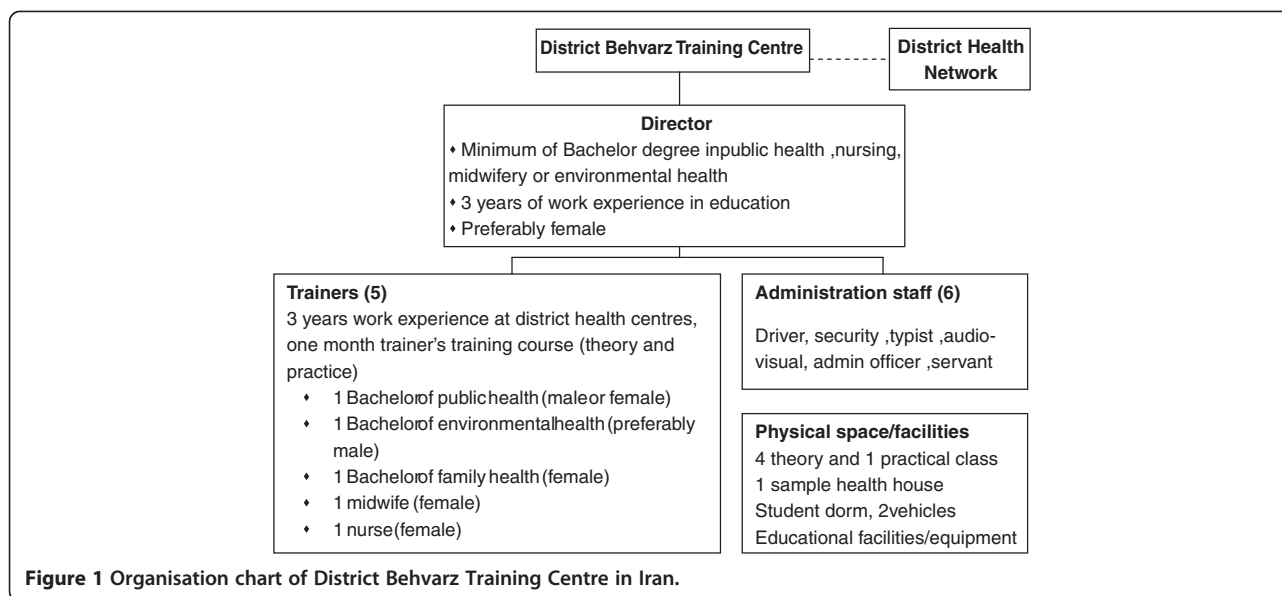 District Behvarz Training Centre
District Health
Network
Director
♦ Minimum of Bachelor degree inpublic health ,nursing,
midwifery or environmental health
♦ 3 years of work experience in education
♦ Preferably female
Trainers (5)
3 years work experience at district health centres,
one month trainer's training course (theory and
practice)
♦ 1 Bachelorof publichealth (maleor female)
♦ 1 Bachelorof environmentalhealth (preferably
male)
♦ 1 Bachelorof family health (female)
♦ 1 midwife (female)
♦ 1 nurse(female)
Administration staff (6)
Driver, security ,typist ,audio-
visual, admin officer ,servant
Physical space/facilities
4 theory and 1 practical class
1 sample health house
Student dorm, 2vehicles
Educational facilities/equipment
Figure 1 Organisation chart of District Behvarz Training Centre in Iran.